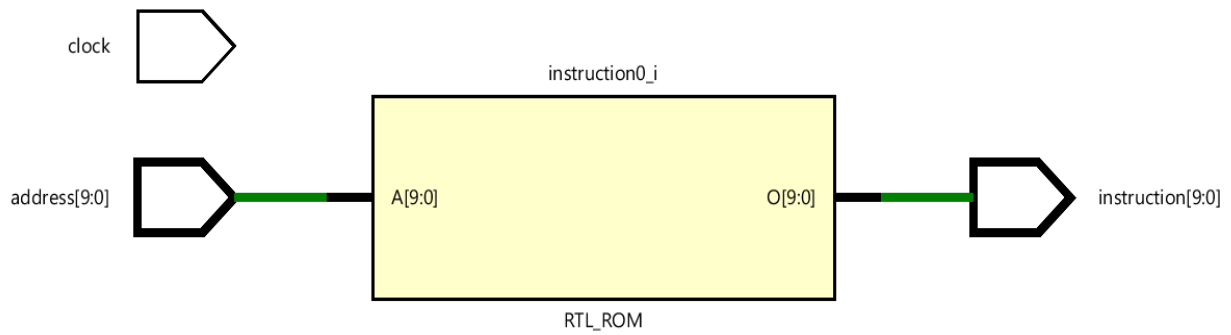 clock
instruction0_i
address[9:0]
A[9:0]
O[9:0]
instruction[9:0]
RTL_ROM